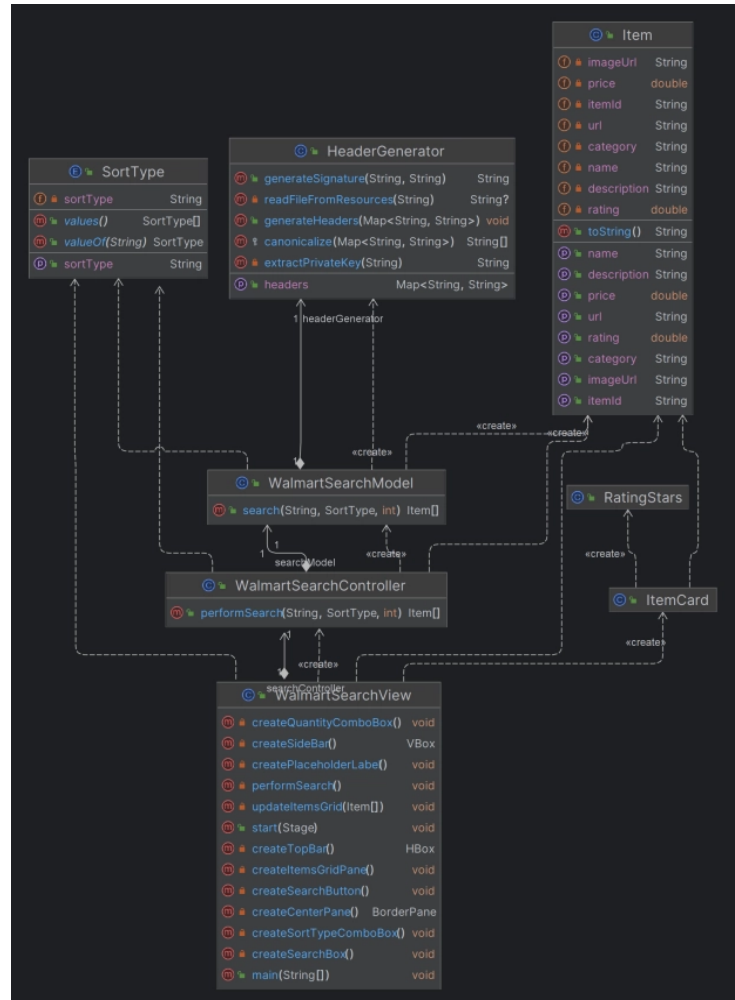 Item
imageUrl String
price double
itemId String
url String
category String
name String
description String
rating double
toString() String
name String
description String
price double
url String
rating double
category String
imageUrl String
itemId String
HeaderGenerator
generateSignature(String, String) String
readFileFromResources(String) String?
generateHeaders(Map<String, String>) void
canonicalize(Map<String, String>) String[]
extractPrivateKey(String) String
headers Map<String, String>
SortType
sortType String
values() SortType[]
valueOf(String) SortType
sortType String
1 headerGenerator
1
«create»
«create»
«create»
WalmartSearchModel
search(String, SortType, int) Item[]
1
1
searchModel
«create»
RatingStars
«create»
WalmartSearchController
performSearch(String, SortType, int) Item[]
ItemCard
1
1
searchController
«create»
«create»
WalmartSearchView
createQuantityComboBox() void
createSideBar() VBox
createPlaceholderLabel() void
performSearch() void
updateItemsGrid(Item[]) void
start(Stage) void
createTopBar() HBox
createItemsGridPane() void
createSearchButton() void
createCenterPane() BorderPane
createSortTypeComboBox() void
createSearchBox() void
main(String[]) void